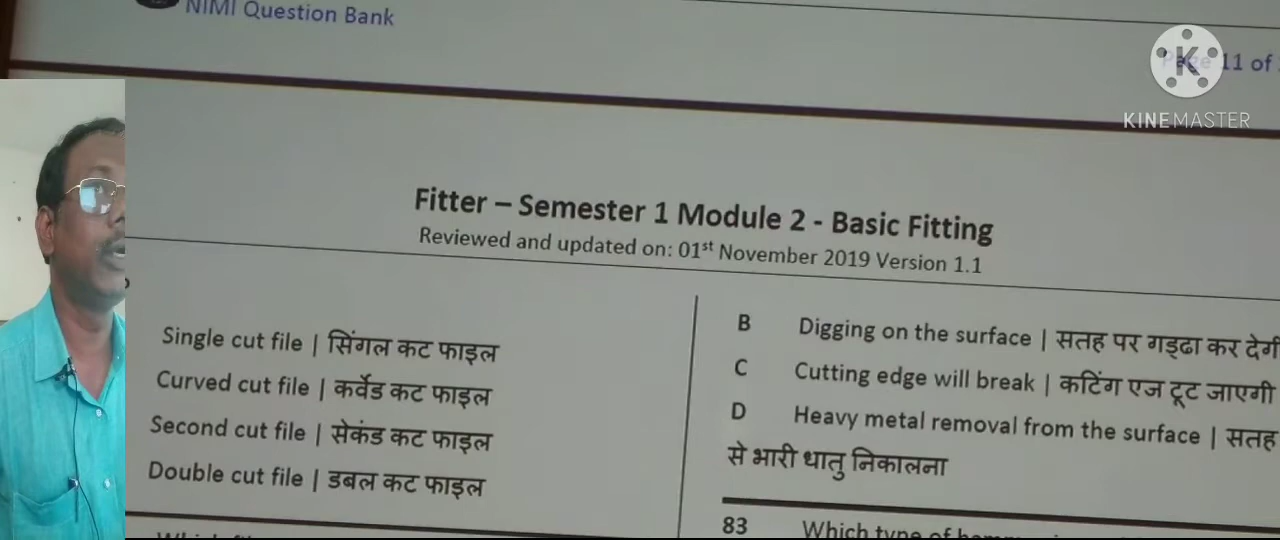 NIMI Question Bank
Page 11 of
KINEMASTER
Fitter – Semester 1 Module 2 - Basic Fitting
Reviewed and updated on: 01st November 2019 Version 1.1
Single cut file | सिंगल कट फाइल
Curved cut file | कर्वेड कट फाइल
Second cut file | सेकंड कट फाइल
Double cut file | डबल कट फाइल
B Digging on the surface | सतह पर गड्ढा कर देगी
C Cutting edge will break | कटिंग एज टूट जाएगी
D Heavy metal removal from the surface | सतह
से भारी धातु निकालना
83 Which type of